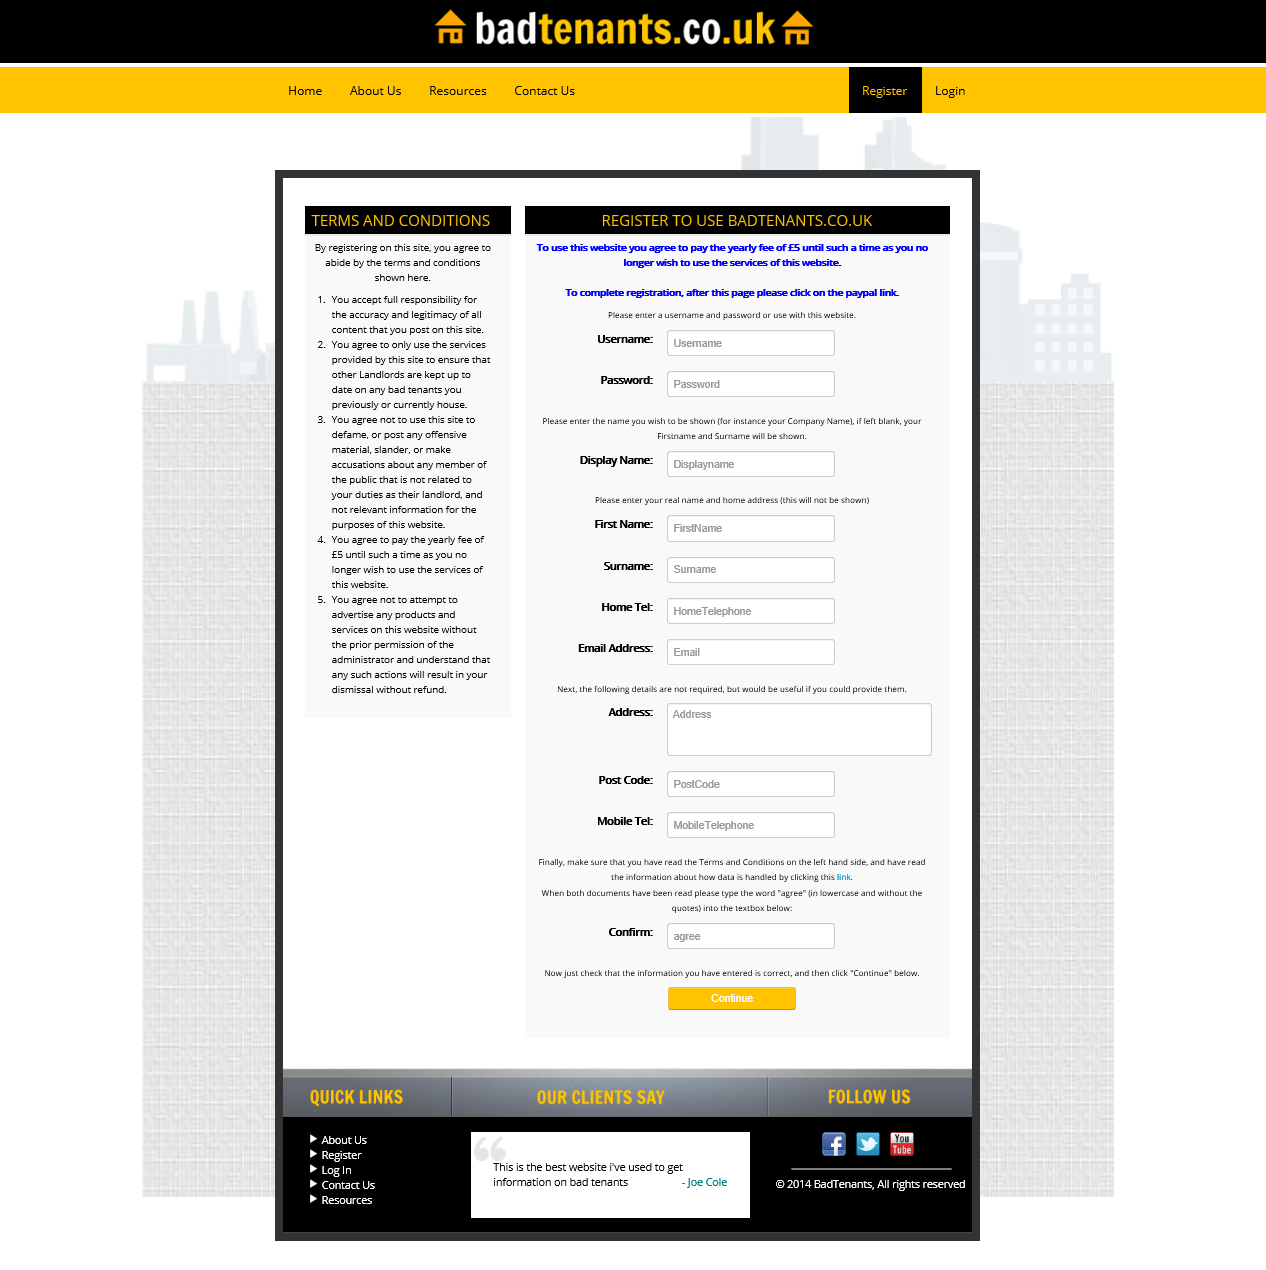 badtenants.co.uk
Home About Us Resources Contact Us Register Login
TERMS AND CONDITIONS
By registering on this site, you agree to
abide by the terms and conditions
shown here.
1. You accept full responsibility for
the accuracy and legitimacy of all
content that you post on this site.
2. You agree to only use the services
provided by this site to ensure that
other Landlords are kept up to
date on any bad tenants you
previously or currently house.
3. You agree not to use this site to
defame, or post any offensive
material, slander, or make
accusations about any member of
the public that is not related to
your duties as their landlord, and
not relevant information for the
purposes of this website.
4. You agree to pay the yearly fee of
£5 until such a time as you no
longer wish to use the services of
this website.
5. You agree not to attempt to
advertise any products and
services on this website without
the prior permission of the
administrator and understand that
any such actions will result in your
dismissal without refund.
REGISTER TO USE BADTENANTS.CO.UK
To use this website you agree to pay the yearly fee of £5 until such a time as you no
longer wish to use the services of this website.
To complete registration, after this page please click on the paypal link.
Please enter a username and password or use with this website.
Username: Username
Password: Password
Please enter the name you wish to be shown (for instance your Company Name), if left blank, your
Firstname and Surname will be shown.
Display Name: Displayname
Please enter your real name and home address (this will not be shown)
First Name: FirstName
Surname: Surname
Home Tel: HomeTelephone
Email Address: Email
Next, the following details are not required, but would be useful if you could provide them.
Address: Address
Post Code: PostCode
Mobile Tel: MobileTelephone
Finally, make sure that you have read the Terms and Conditions on the left hand side, and have read
the information about how data is handled by clicking this link.
When both documents have been read please type the word "agree" (in lowercase and without the
quotes) into the textbox below:
Confirm: agree
Now just check that the information you have entered is correct, and then click "Continue" below.
Continue
QUICK LINKS
About Us
Register
Log In
Contact Us
Resources
OUR CLIENTS SAY
This is the best website i've used to get
information on bad tenants - Joe Cole
FOLLOW US
You
Tube
© 2014 BadTenants, All rights reserved